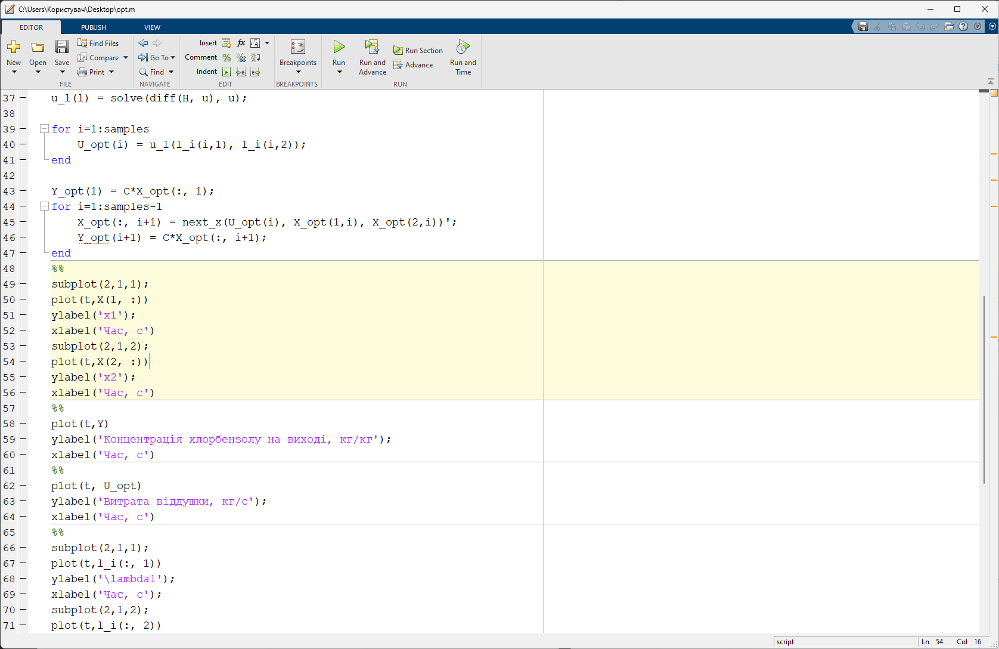 C:\Users\Користувач\Desktop\opt.m
EDITOR PUBLISH VIEW
New Open Save
Find Files
Compare
Print
FILE
Go To
Find
NAVIGATE
Insert fx
Comment
Indent
EDIT
Breakpoints
BREAKPOINTS
Run
Run and Advance
Run Section
Advance
Run and Time
RUN
37 u_l(l) = solve(diff(H, u), u);
38
39 for i=1:samples
40 U_opt(i) = u_l(l_i(i,1), l_i(i,2));
41 end
42
43 Y_opt(1) = C*X_opt(:, 1);
44 for i=1:samples-1
45 X_opt(:, i+1) = next_x(U_opt(i), X_opt(1,i), X_opt(2,i))';
46 Y_opt(i+1) = C*X_opt(:, i+1);
47 end
48 %%
49 subplot(2,1,1);
50 plot(t,X(1, :))
51 ylabel('x1');
52 xlabel('Час, с')
53 subplot(2,1,2);
54 plot(t,X(2, :))
55 ylabel('x2');
56 xlabel('Час, с')
57 %%
58 plot(t,Y)
59 ylabel('Концентрація хлорбензолу на виході, кг/кг');
60 xlabel('Час, с')
61 %%
62 plot(t, U_opt)
63 ylabel('Витрата віддушки, кг/с');
64 xlabel('Час, с')
65 %%
66 subplot(2,1,1);
67 plot(t,l_i(:, 1))
68 ylabel('\lambda1');
69 xlabel('Час, с');
70 subplot(2,1,2);
71 plot(t,l_i(:, 2))
script Ln 54 Col 16